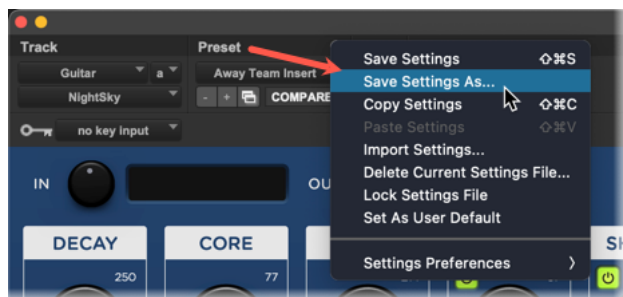 Track
Preset
Guitar
a
Away Team Insert
NightSky
- + COMPARE
no key input
Save Settings ⇧⌘S
Save Settings As...
Copy Settings ⇧⌘C
Paste Settings ⇧⌘V
Import Settings...
Delete Current Settings File...
Lock Settings File
Set As User Default
Settings Preferences 〉
IN
OU
DECAY
CORE
SH
250
77